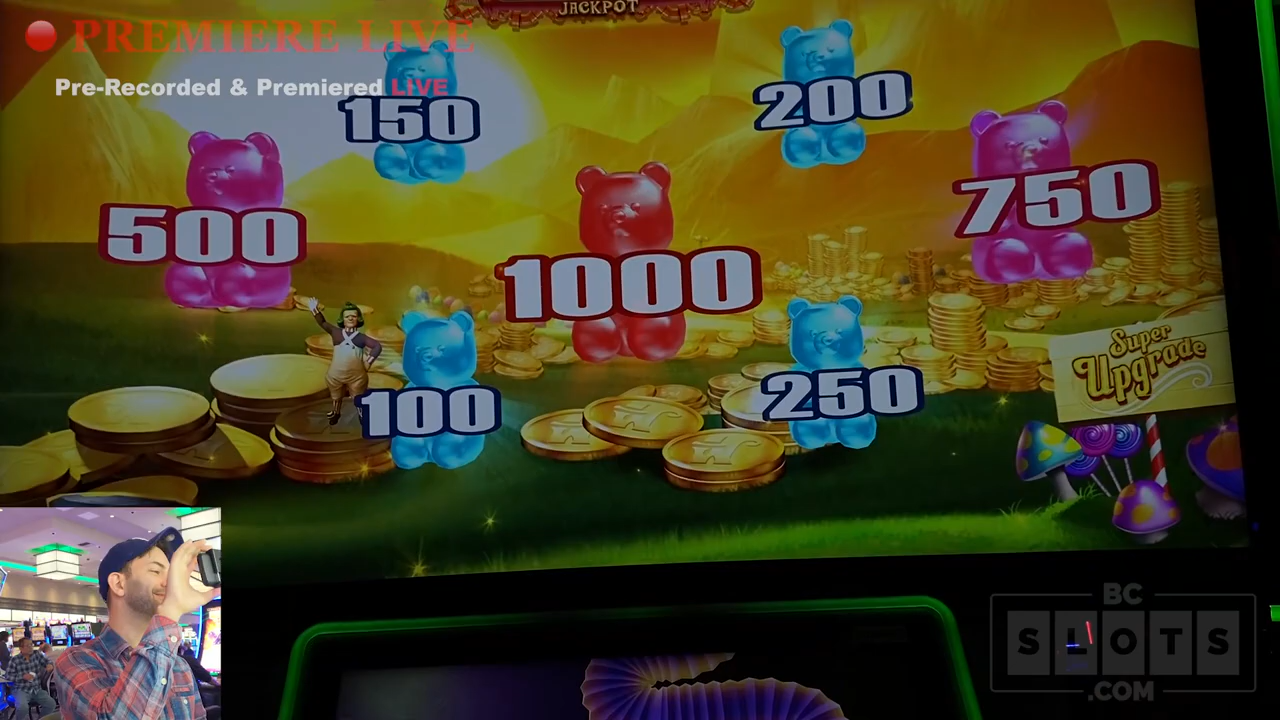 JACKPOT
PREMIERE LIVE
Pre-Recorded & Premiered LIVE
150
200
500
750
1000
100
250
Super
Upgrade
BC
SLOTS
.COM